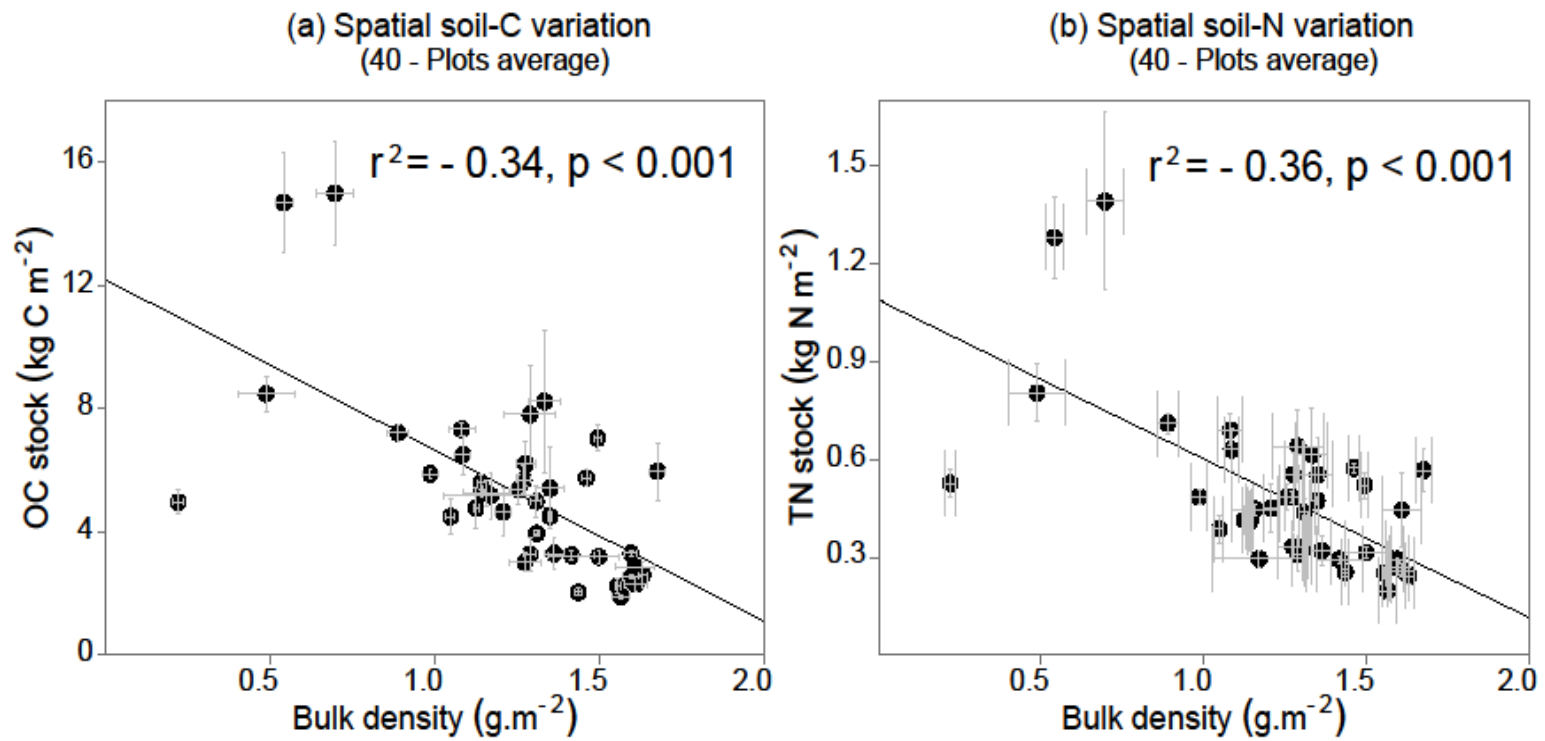 (a) Spatial soil-C variation
(40 - Plots average)
r² = - 0.34, p < 0.001
OC stock (kg C m⁻²)
16
12
8
4
0
0.5 1.0 1.5 2.0
Bulk density (g.m⁻²)
(b) Spatial soil-N variation
(40 - Plots average)
r² = - 0.36, p < 0.001
TN stock (kg N m⁻²)
1.5
1.2
0.9
0.6
0.3
0.5 1.0 1.5 2.0
Bulk density (g.m⁻²)